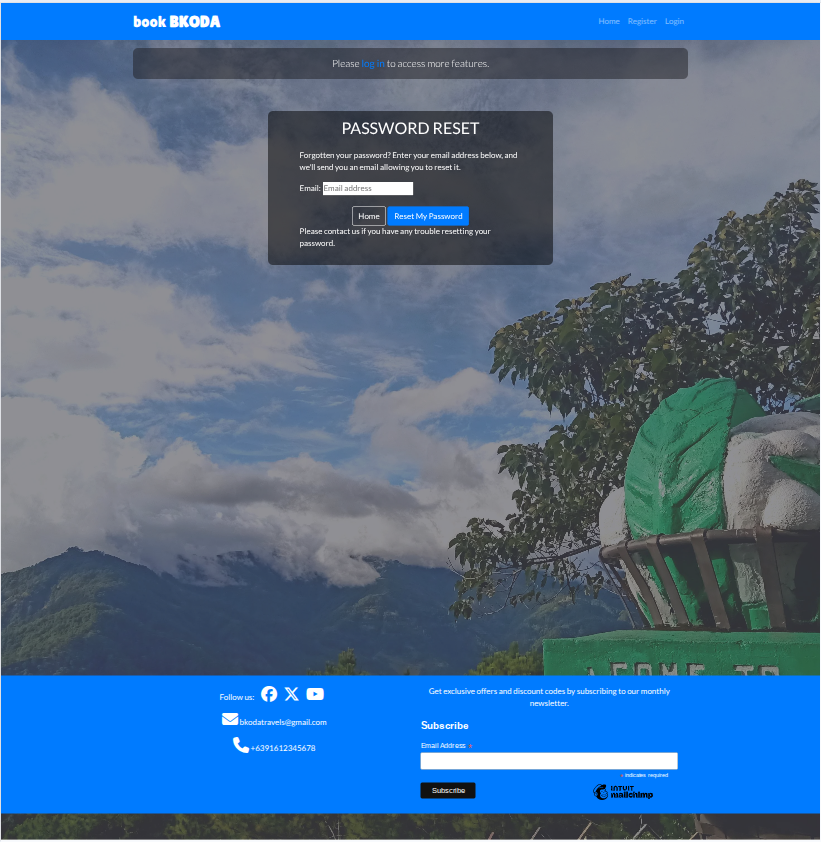 book BKODA
Home Register Login
Please log in to access more features.
PASSWORD RESET
Forgotten your password? Enter your email address below, and
we'll send you an email allowing you to reset it.
Email: Email address
Home Reset My Password
Please contact us if you have any trouble resetting your
password.
Follow us:
bkodatravels@gmail.com
+6391612345678
Get exclusive offers and discount codes by subscribing to our monthly
newsletter.
Subscribe
Email Address *
* indicates required
Subscribe
INTUIT
mailchimp